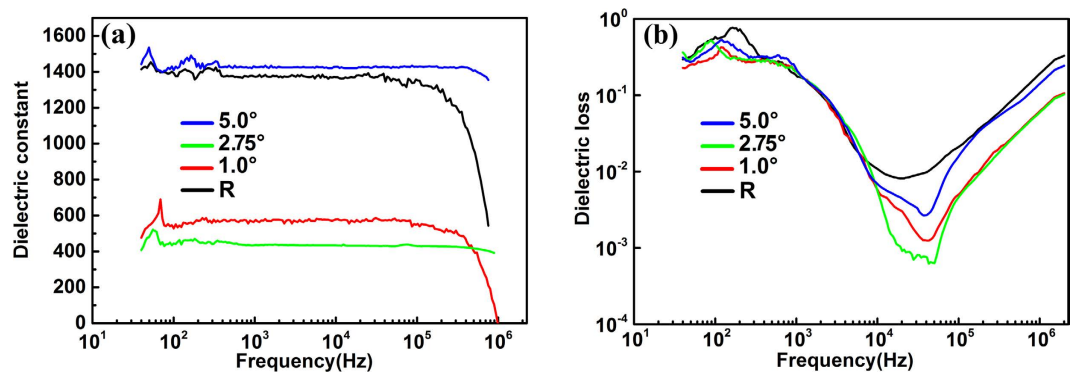 (a)
Dielectric constant
1600
1400
1200
1000
800
600
400
200
0
5.0°
2.75°
1.0°
R
10¹ 10² 10³ 10⁴ 10⁵ 10⁶
Frequency(Hz)
(b)
Dielectric loss
10⁰
10⁻¹
10⁻²
10⁻³
10⁻⁴
5.0°
2.75°
1.0°
R
10¹ 10² 10³ 10⁴ 10⁵ 10⁶
Frequency(Hz)